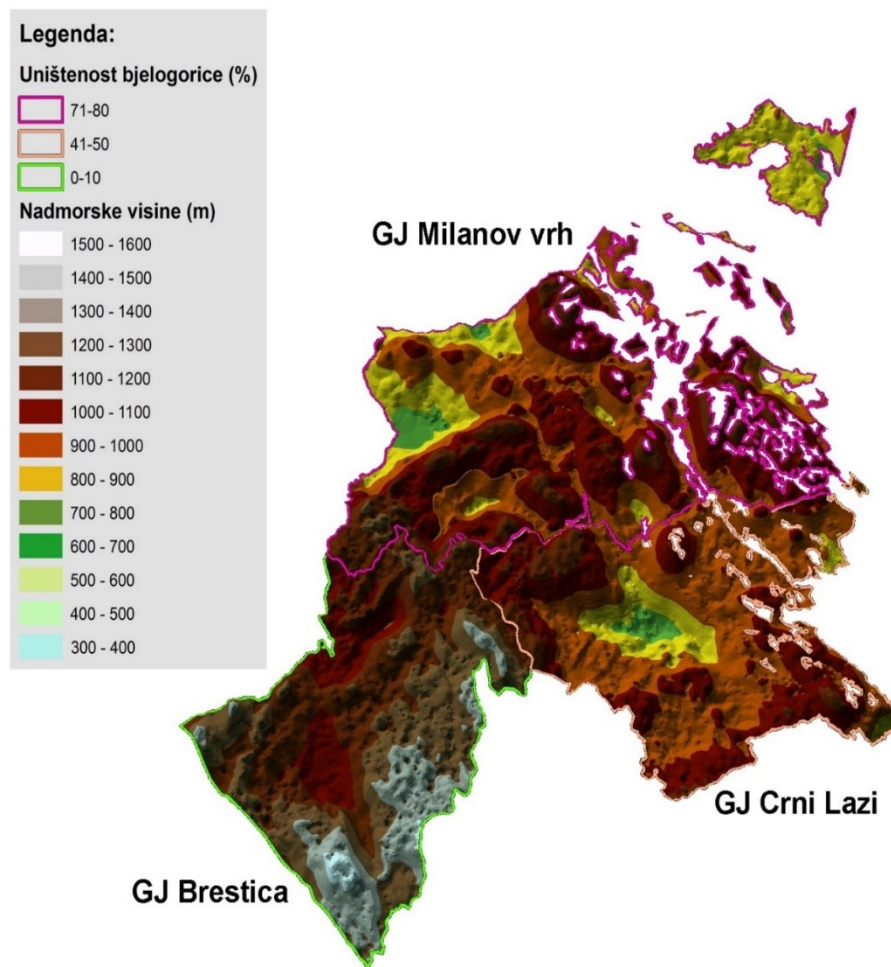 Legenda:
Uništenost bjelogorice (%)
71-80
41-50
0-10
Nadmorske visine (m)
1500 - 1600
1400 - 1500
1300 - 1400
1200 - 1300
1100 - 1200
1000 - 1100
900 - 1000
800 - 900
700 - 800
600 - 700
500 - 600
400 - 500
300 - 400
GJ Milanov vrh
GJ Crni Lazi
GJ Brestica